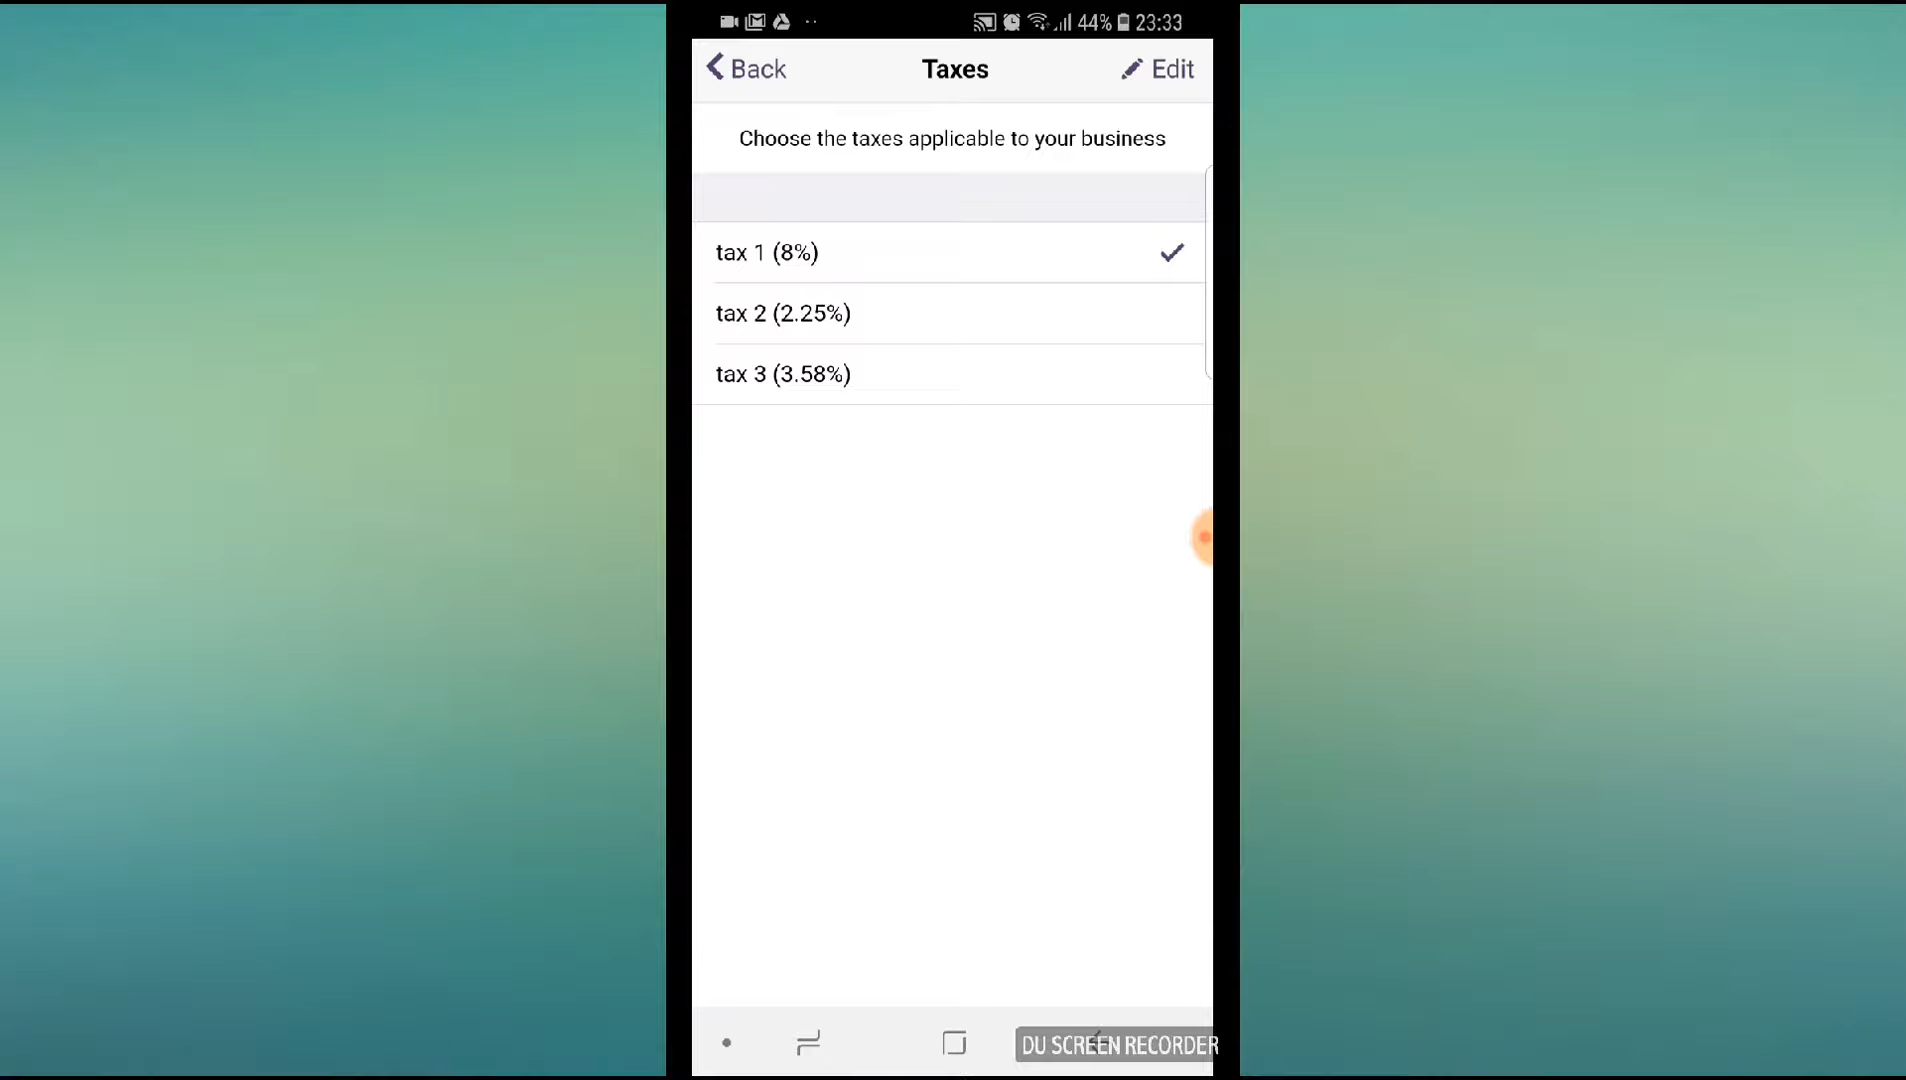 44% 23:33
Back Taxes Edit
Choose the taxes applicable to your business
tax 1 (8%)
tax 2 (2.25%)
tax 3 (3.58%)
DU SCREEN RECORDER